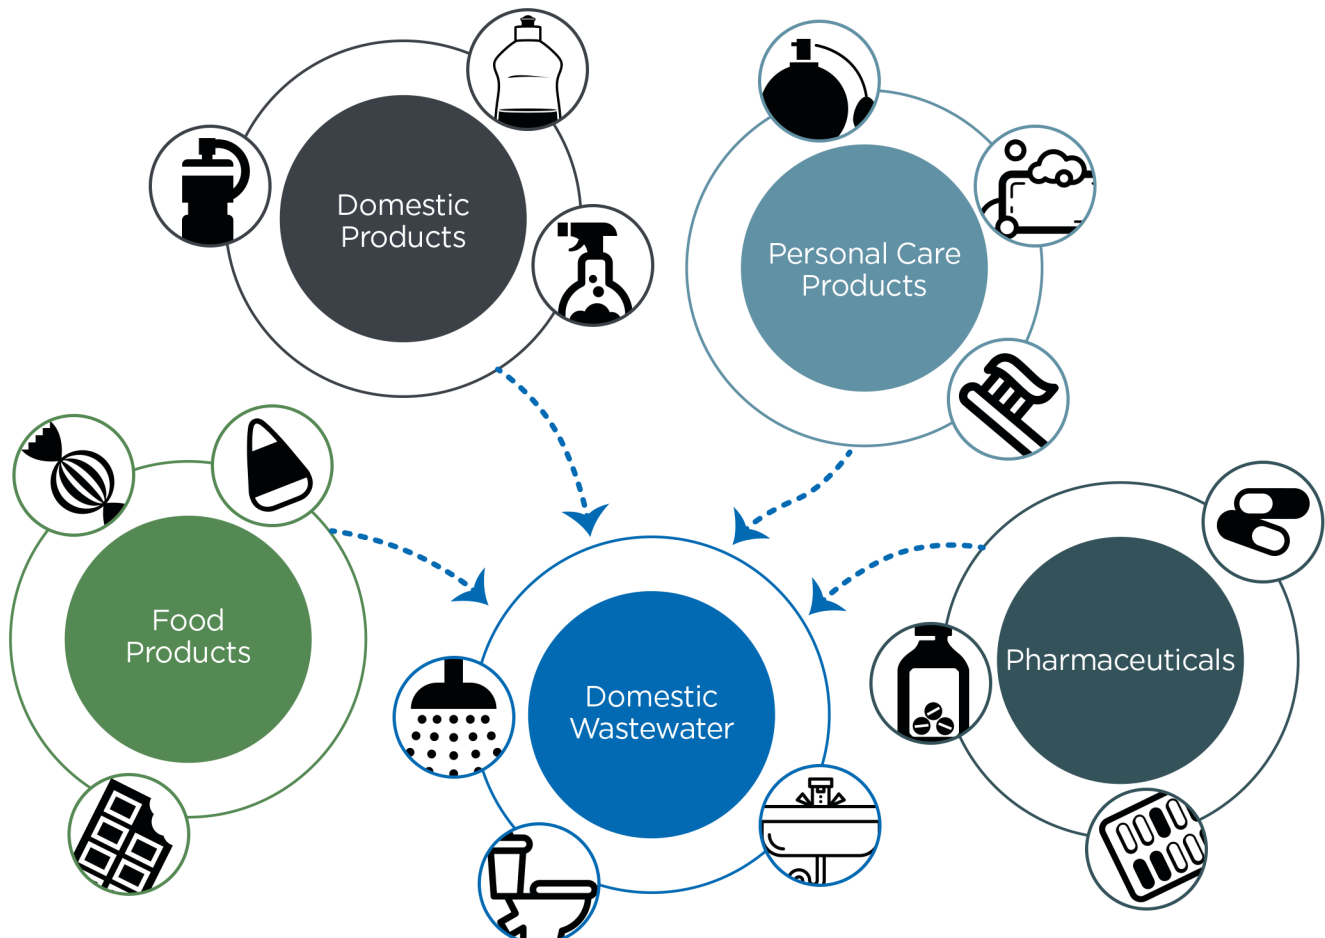 Domestic
Products
Personal Care
Products
Food
Products
Domestic
Wastewater
Pharmaceuticals